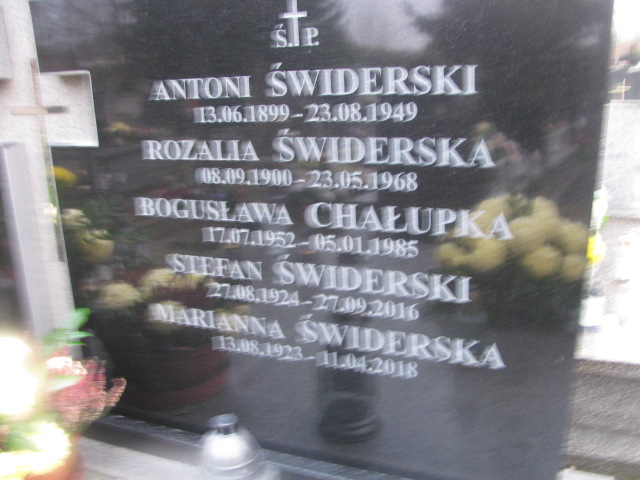 Ś. P.
ANTONI ŚWIDERSKI
13.06.1899 - 23.08.1949
ROZALIA ŚWIDERSKA
08.09.1900 - 23.05.1968
BOGUSŁAWA CHAŁUPKA
17.07.1952 - 05.01.1985
STEFAN ŚWIDERSKI
27.08.1924 - 27.09.2016
MARIANNA ŚWIDERSKA
13.08.1923 - 11.04.2018